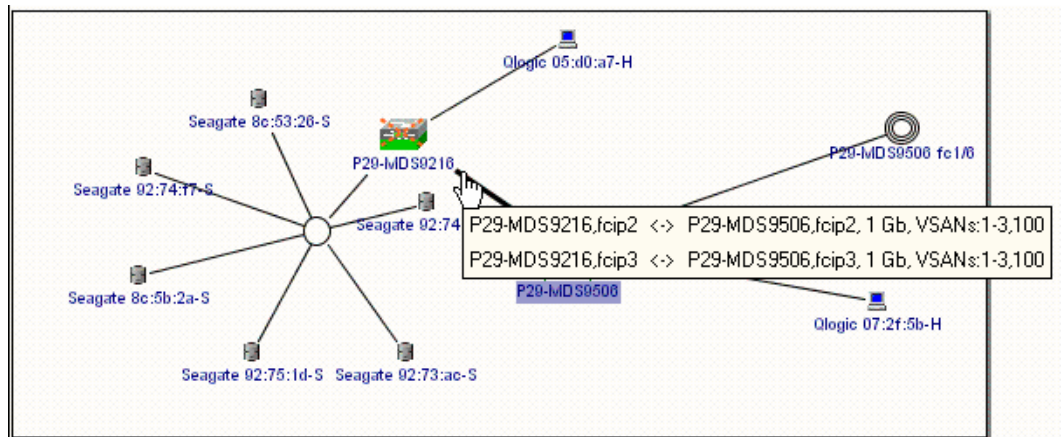 Qlogic 05:d0:a7-H
Seagate 8c:53:26-S
P29-MDS9216
P29-MDS9506 fc1/6
Seagate 92:74:f7-S
Seagate 92:74
P29-MDS9216,fcip2 <-> P29-MDS9506,fcip2, 1 Gb, VSANs:1-3,100
P29-MDS9216,fcip3 <-> P29-MDS9506,fcip3, 1 Gb, VSANs:1-3,100
Seagate 8c:5b:2a-S
P29-MDS9506
Qlogic 07:2f:5b-H
Seagate 92:75:1d-S
Seagate 92:73:ac-S